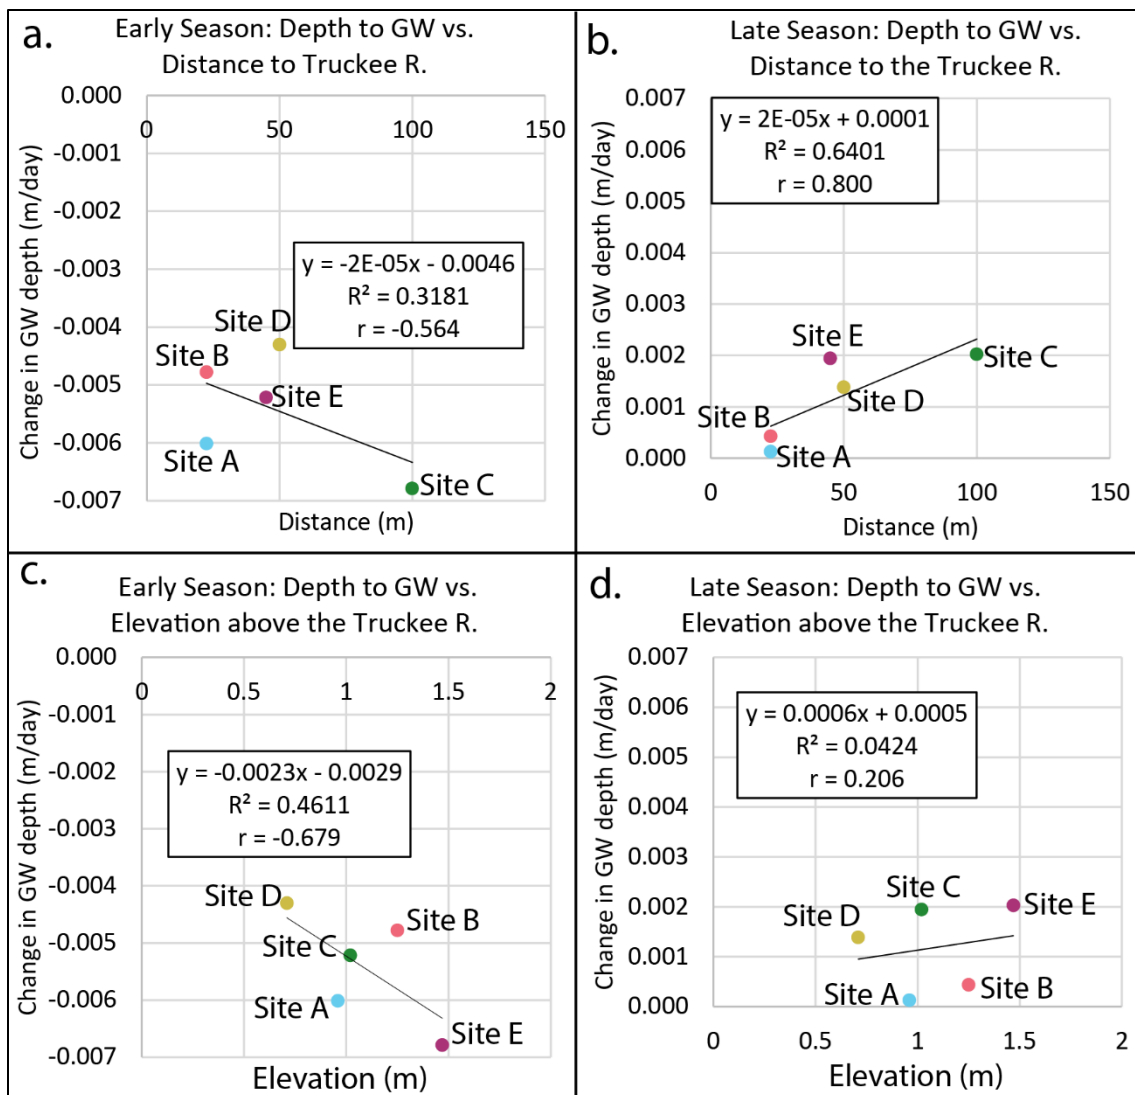 a.
Early Season: Depth to GW vs.
Distance to Truckee R.
0.000
0
50
100
150
-0.001
-0.002
-0.003
-0.004
-0.005
-0.006
-0.007
Change in GW depth (m/day)
y = -2E-05x - 0.0046
R² = 0.3181
r = -0.564
Site D
Site B
Site E
Site A
Site C
Distance (m)
b.
Late Season: Depth to GW vs.
Distance to the Truckee R.
0.007
0.006
0.005
0.004
0.003
0.002
0.001
0.000
Change in GW depth (m/day)
y = 2E-05x + 0.0001
R² = 0.6401
r = 0.800
Site E
Site C
Site D
Site B
Site A
0
50
100
150
Distance (m)
c.
Early Season: Depth to GW vs.
Elevation above the Truckee R.
0.000
0
0.5
1
1.5
2
-0.001
-0.002
-0.003
-0.004
-0.005
-0.006
-0.007
Change in GW depth (m/day)
y = -0.0023x - 0.0029
R² = 0.4611
r = -0.679
Site D
Site B
Site C
Site A
Site E
Elevation (m)
d.
Late Season: Depth to GW vs.
Elevation above the Truckee R.
0.007
0.006
0.005
0.004
0.003
0.002
0.001
0.000
Change in GW depth (m/day)
y = 0.0006x + 0.0005
R² = 0.0424
r = 0.206
Site C
Site E
Site D
Site A
Site B
0
0.5
1
1.5
2
Elevation (m)